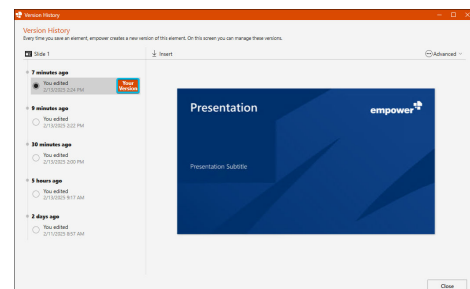 Version History
Version History
Every time you save an element, empower creates a new version of this element. On this screen you can manage these versions.
Slide 1
Insert
Advanced
7 minutes ago
You edited
2/13/2025 2:24 PM
Your
Version
9 minutes ago
You edited
2/13/2025 2:22 PM
30 minutes ago
You edited
2/13/2025 2:00 PM
5 hours ago
You edited
2/13/2025 9:17 AM
2 days ago
You edited
2/11/2025 8:57 AM
Presentation
empower
Presentation Subtitle
Close